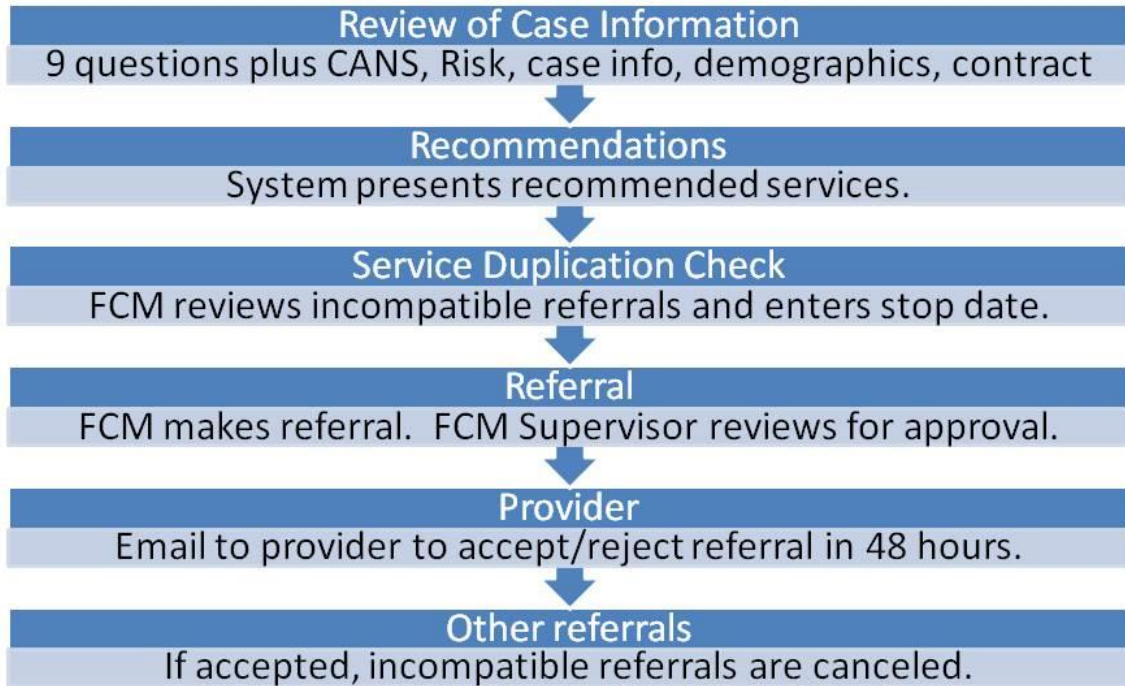 Review of Case Information
9 questions plus CANS, Risk, case info, demographics, contract
Recommendations
System presents recommended services.
Service Duplication Check
FCM reviews incompatible referrals and enters stop date.
Referral
FCM makes referral.  FCM Supervisor reviews for approval.
Provider
Email to provider to accept/reject referral in 48 hours.
Other referrals
If accepted, incompatible referrals are canceled.